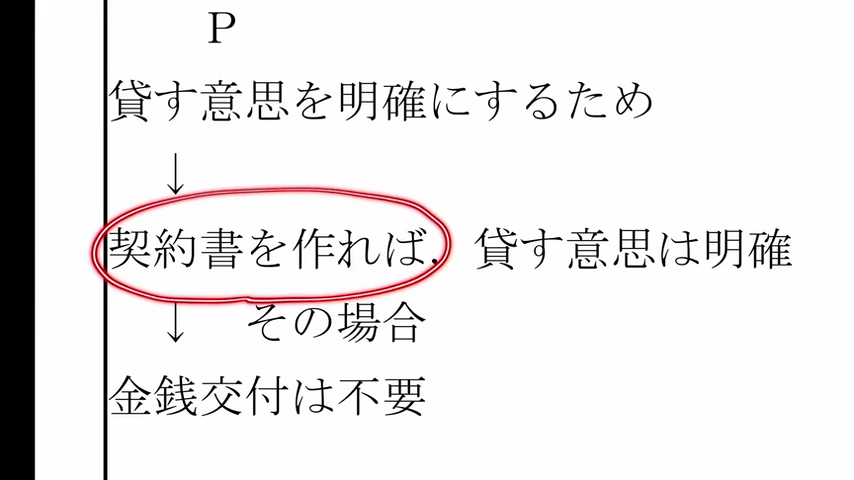 P
貸す意思を明確にするため
↓
契約書を作れば、貸す意思は明確
↓ その場合
金銭交付は不要